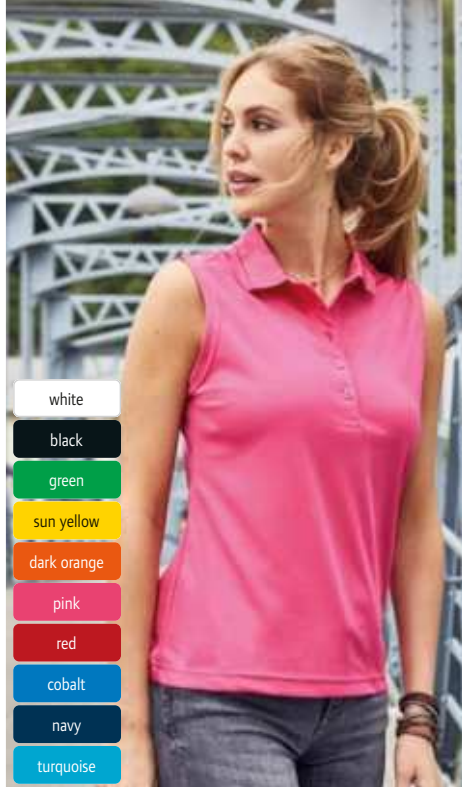 white
black
green
sun yellow
dark orange
pink
red
cobalt
navy
turquoise